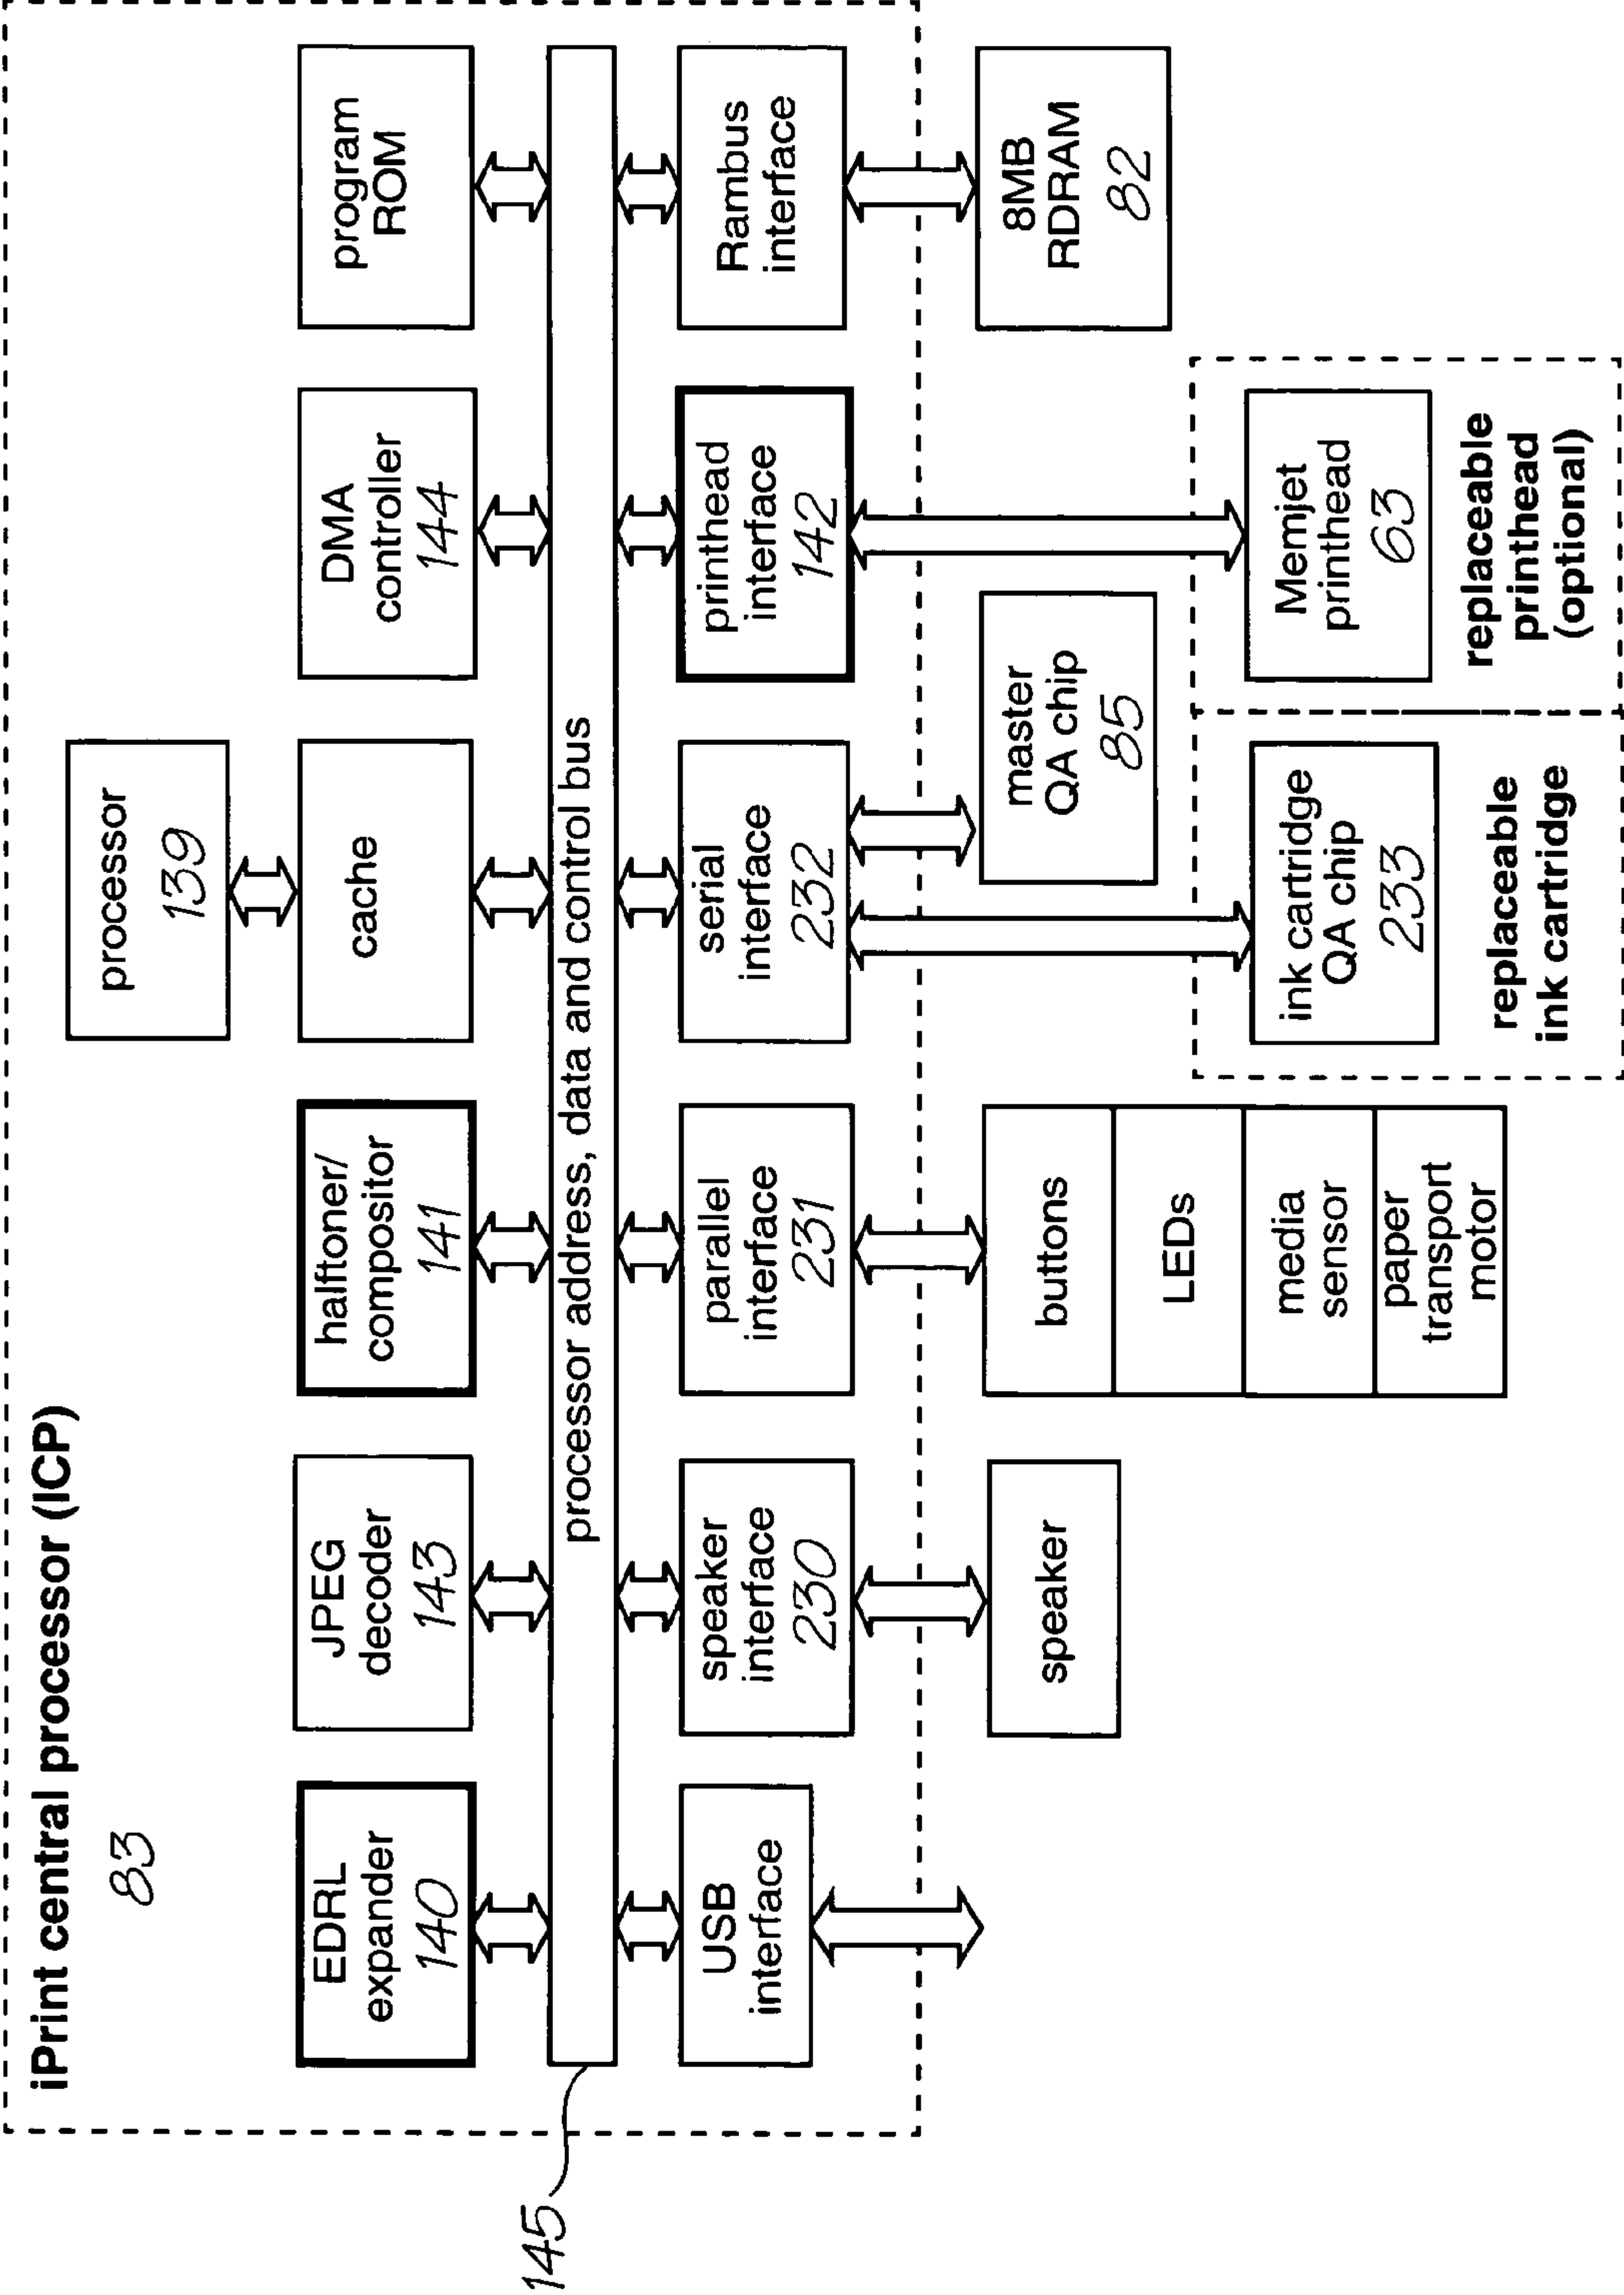 iPrint central processor (ICP)
83
processor
139
EDRL
expander
140
JPEG
decoder
143
halftoner/
compositor
141
cache
DMA
controller
144
program
ROM
145
processor address, data and control bus
USB
interface
speaker
interface
230
parallel
interface
231
serial
interface
232
printhead
interface
142
Rambus
interface
speaker
buttons
LEDs
media
sensor
paper
transport
motor
master
QA chip
85
8MB
RDRAM
82
ink cartridge
QA chip
233
replaceable
ink cartridge
Memjet
printhead
63
replaceable
printhead
(optional)